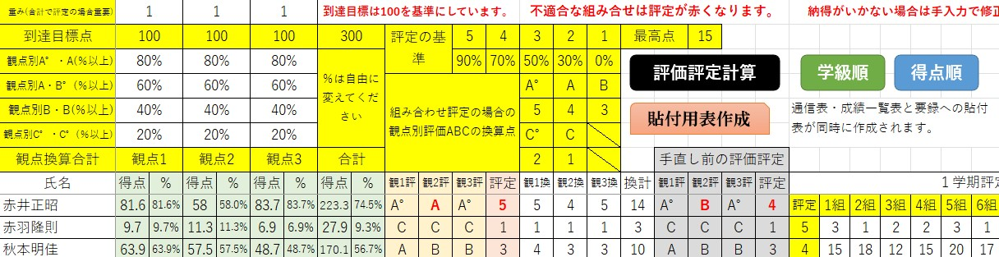 重み(合計で評定の場合重要) 1 1 1 到達目標は100を基準にしています。 不適合な組み合せは評定が赤くなります。 納得がいかない場合は手入力で修正
到達目標点 100 100 100 300 評定の基準 5 4 3 2 1 最高点 15
観点別A°・A(%以上) 80% 80% 80% %は自由に変えてください 90% 70% 50% 30% 0%
評価評定計算 学級順 得点順
観点別A・B°(%以上) 60% 60% 60% 組み合わせ評定の場合の観点別評価ABCの換算点 A° A B
観点別B・B(%以上) 40% 40% 40% 5 4 3
貼付用表作成 通信表・成績一覧表と要録への貼付
表が同時に作成されます。
観点別C°・C°(%以上) 20% 20% 20% C° C
観点換算合計 観点1 観点2 観点3 合計 2 1 手直し前の評価評定
氏名 得点 % 得点 % 得点 % 得点 % 観1評 観2評 観3評 評定 観1換 観2換 観3換 換計 観1評 観2評 観3評 評定 1学期評定
赤井正昭 81.6 81.6% 58 58.0% 83.7 83.7% 223.3 74.5% A° A A° 5 5 4 5 14 A° B A° 4 評定 1組 2組 3組 4組 5組 6組
赤羽隆則 9.7 9.7% 11.3 11.3% 6.9 6.9% 27.9 9.3% C C C 1 1 1 1 3 C C C 1 5 3 1 2 2 3 1
秋本明佳 63.9 63.9% 57.5 57.5% 48.7 48.7% 170.1 56.7% A B B 3 4 3 3 10 A B B 3 4 15 18 12 15 20 17